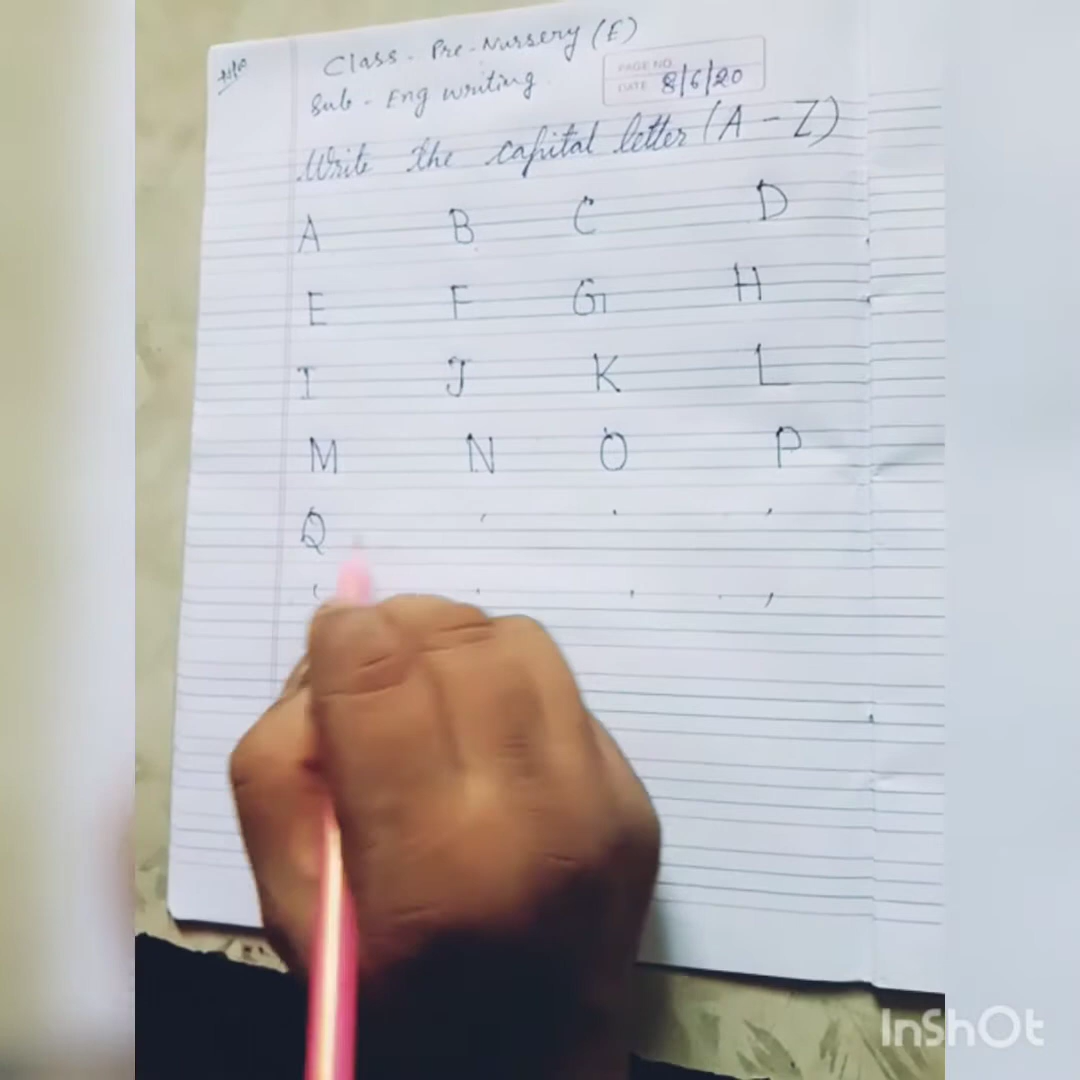 H/W
Class - Pre-Nursery (E)
Sub - Eng writing.
PAGE NO.
DATE 8/6/20
Write the capital letter (A - Z)
A B C D
E F G H
I J K L
M N O P
Q
InShOt